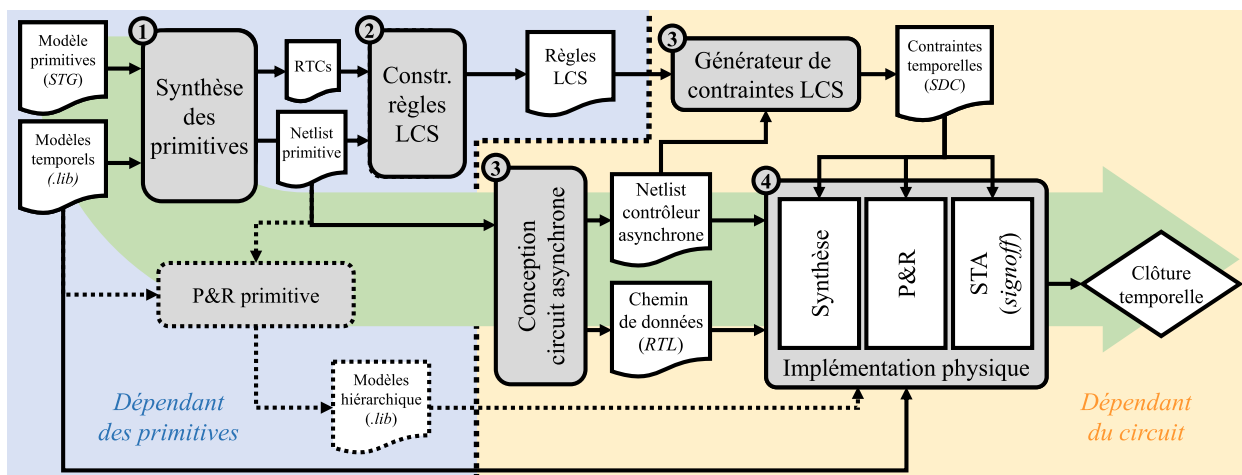 Modèle
primitives
(STG)
Modèles
temporels
(.lib)
1
Synthèse
des
primitives
RTCs
Netlist
primitive
2
Constr.
règles
LCS
Règles
LCS
3
Générateur de
contraintes LCS
Contraintes
temporelles
(SDC)
P&R primitive
Modèles
hiérarchique
(.lib)
3
Conception
circuit asynchrone
Netlist
contrôleur
asynchrone
Chemin
de données
(RTL)
4
Synthèse
P&R
STA
(signoff)
Implémentation physique
Clôture
temporelle
Dépendant
des primitives
Dépendant
du circuit